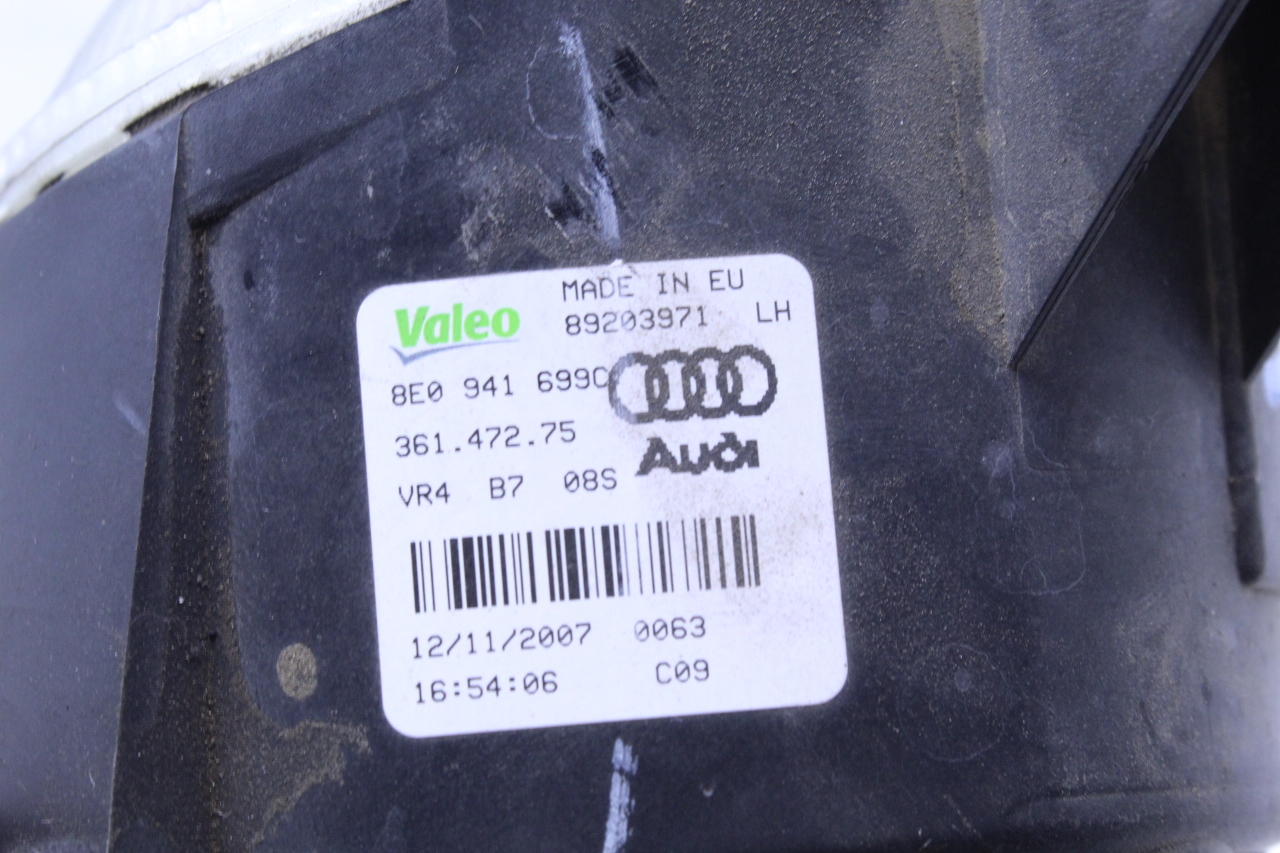 MADE IN EU
Valeo 89203971 LH
8E0 941 699C
361.472.75
Audi
VR4 B7 08S
12/11/2007 0063
16:54:06 C09